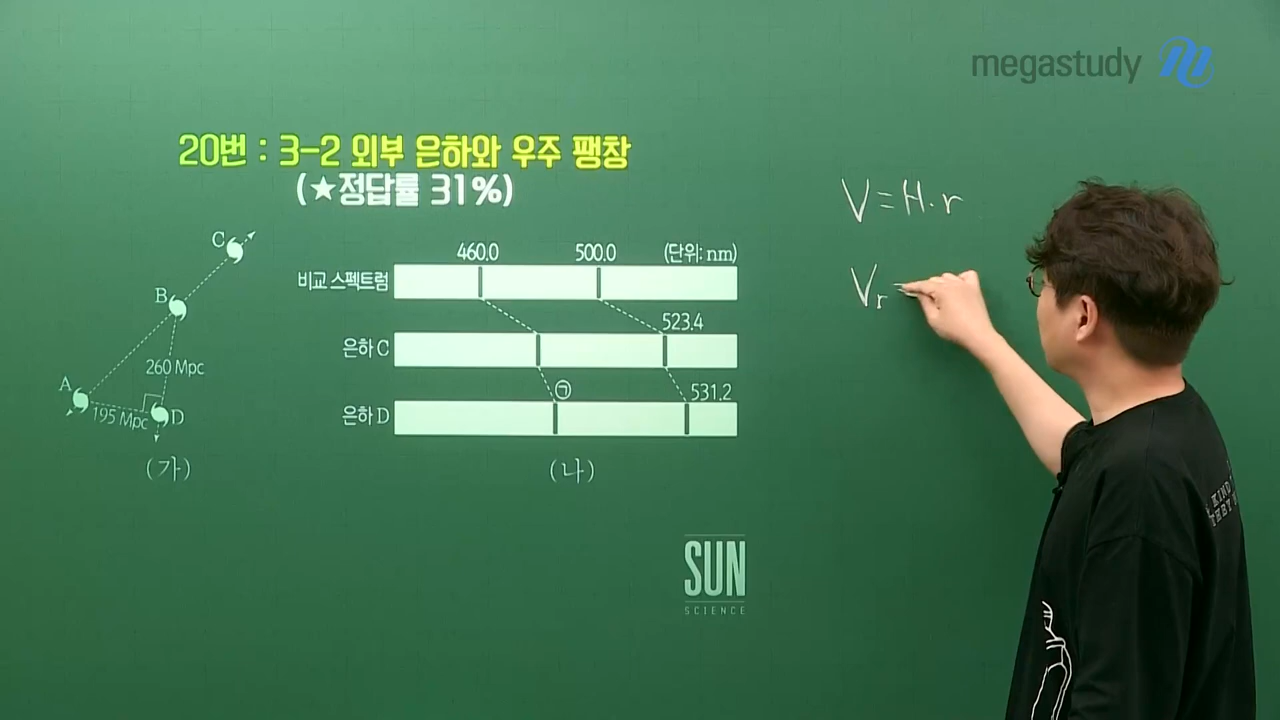 megastudy
20번 : 3-2 외부 은하와 우주 팽창
(★정답률 31%)
V=H·r
Vr
C
B
A
260 Mpc
195 Mpc
D
(가)
460.0 500.0 (단위: nm)
비교 스펙트럼
523.4
은하 C
㉠ 531.2
은하 D
(나)
SUN
SCIENCE
KIND